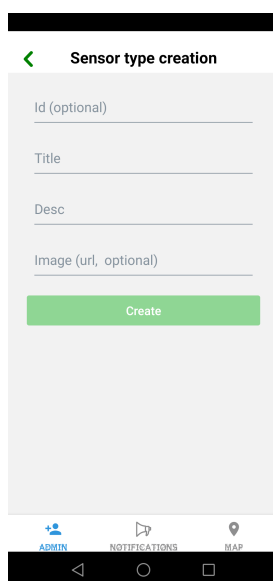 Sensor type creation
Id (optional)
Title
Desc
Image (url, optional)
Create
ADMIN NOTIFICATIONS MAP